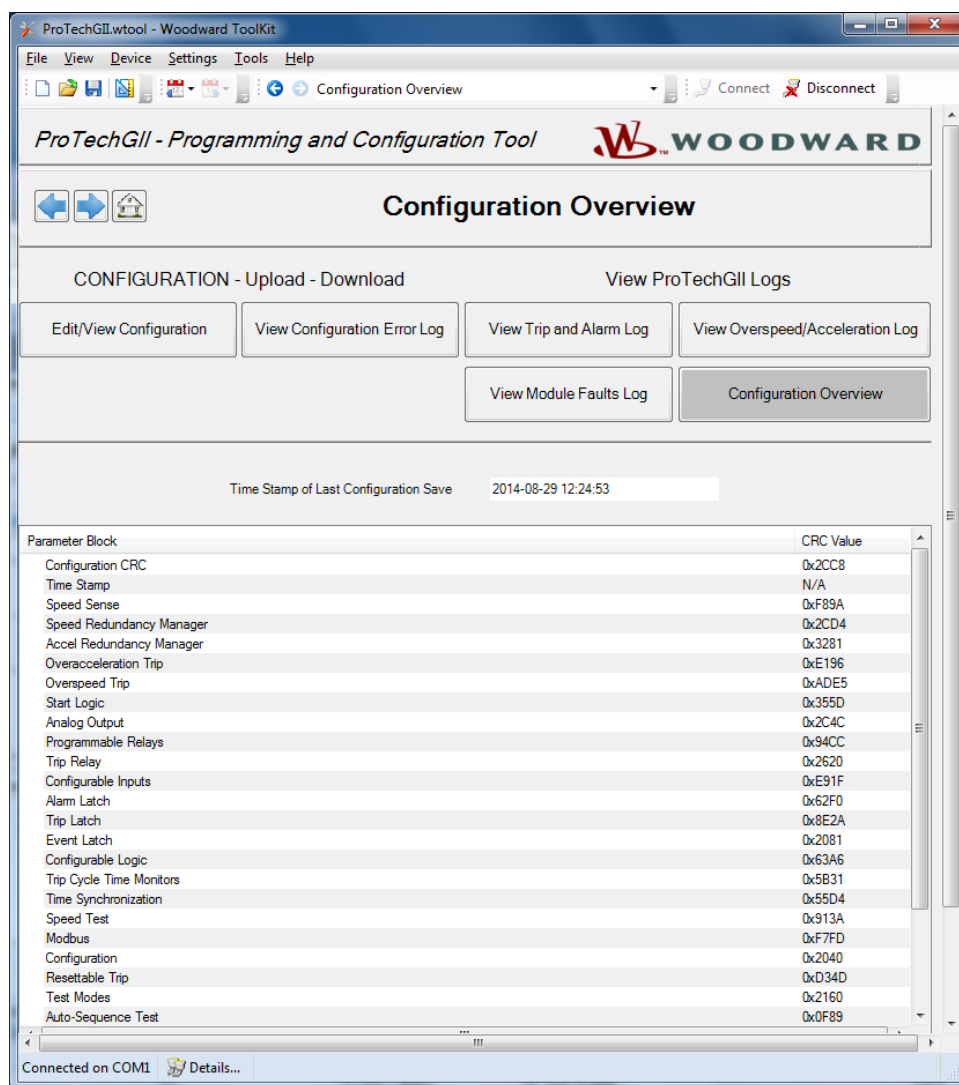 ProTechGII.wtool - Woodward ToolKit
File View Device Settings Tools Help
Configuration Overview Connect Disconnect
ProTechGII - Programming and Configuration Tool WOODWARD
Configuration Overview
CONFIGURATION - Upload - Download View ProTechGII Logs
Edit/View Configuration View Configuration Error Log View Trip and Alarm Log View Overspeed/Acceleration Log
View Module Faults Log Configuration Overview
Time Stamp of Last Configuration Save 2014-08-29 12:24:53
Parameter Block CRC Value
Configuration CRC 0x2CC8
Time Stamp N/A
Speed Sense 0xF89A
Speed Redundancy Manager 0x2CD4
Accel Redundancy Manager 0x3281
Overacceleration Trip 0xE196
Overspeed Trip 0xADE5
Start Logic 0x355D
Analog Output 0x2C4C
Programmable Relays 0x94CC
Trip Relay 0x2620
Configurable Inputs 0xE91F
Alarm Latch 0x62F0
Trip Latch 0x8E2A
Event Latch 0x2081
Configurable Logic 0x63A6
Trip Cycle Time Monitors 0x5B31
Time Synchronization 0x55D4
Speed Test 0x913A
Modbus 0xF7FD
Configuration 0x2040
Resettable Trip 0xD34D
Test Modes 0x2160
Auto-Sequence Test 0x0F89
Connected on COM1 Details...